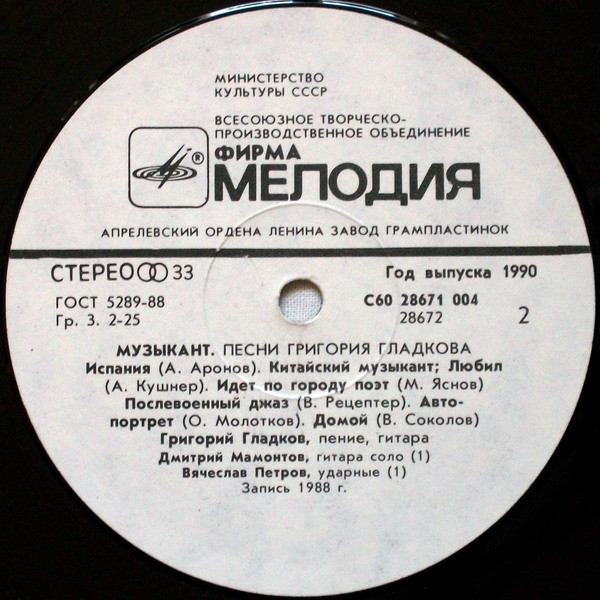 МИНИСТЕРСТВО
КУЛЬТУРЫ СССР
ВСЕСОЮЗНОЕ ТВОРЧЕСКО-
ПРОИЗВОДСТВЕННОЕ ОБЪЕДИНЕНИЕ
®
ФИРМА
МЕЛОДИЯ
АПРЕЛЕВСКИЙ ОРДЕНА ЛЕНИНА ЗАВОД ГРАМПЛАСТИНОК
СТЕРЕО 33
Год выпуска 1990
ГОСТ 5289-88
С60 28671 004
Гр. 3. 2-25
28672
2
МУЗЫКАНТ. ПЕСНИ ГРИГОРИЯ ГЛАДКОВА
Испания (А. Аронов). Китайский музыкант; Любил
(А. Кушнер). Идет по городу поэт (М. Яснов)
Послевоенный джаз (В. Рецептер). Авто-
портрет (О. Молотков). Домой (В. Соколов)
Григорий Гладков, пение, гитара
Дмитрий Мамонтов, гитара соло (1)
Вячеслав Петров, ударные (1)
Запись 1988 г.